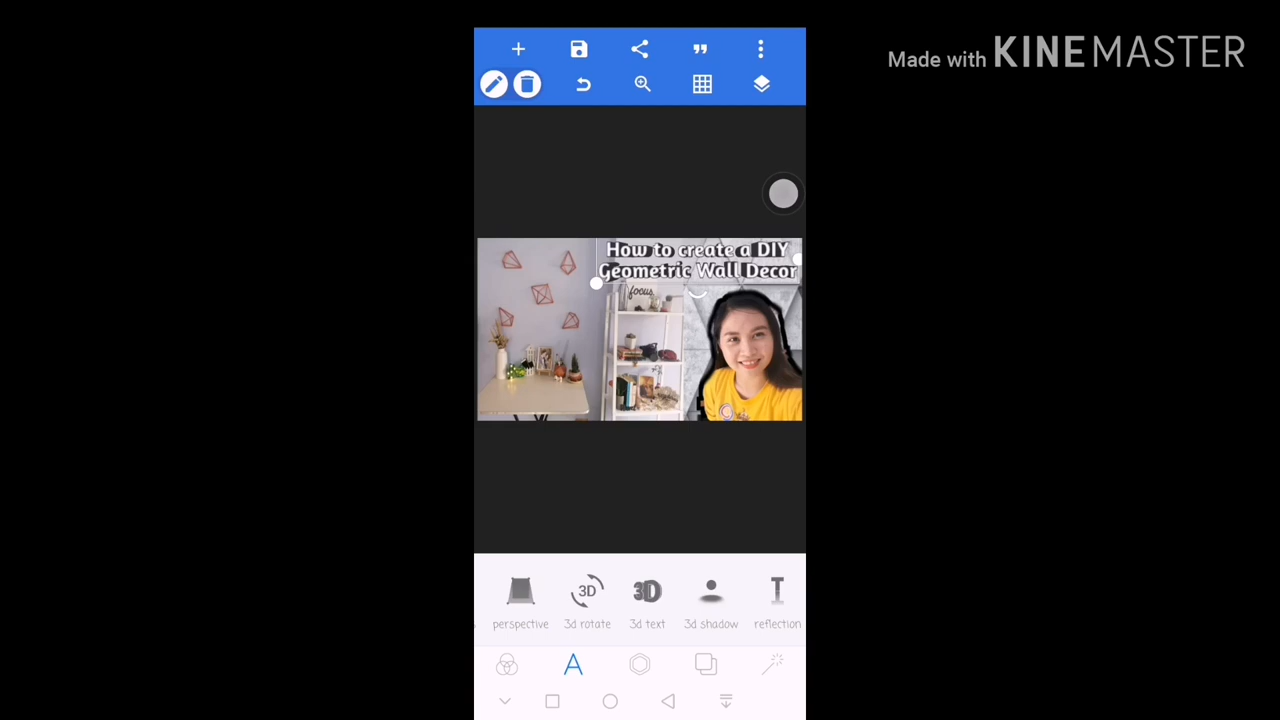 Made with KINEMASTER
How to create a DIY
Geometric Wall Decor
focus
3D
3D
perspective
3d rotate
3d text
3d shadow
reflection